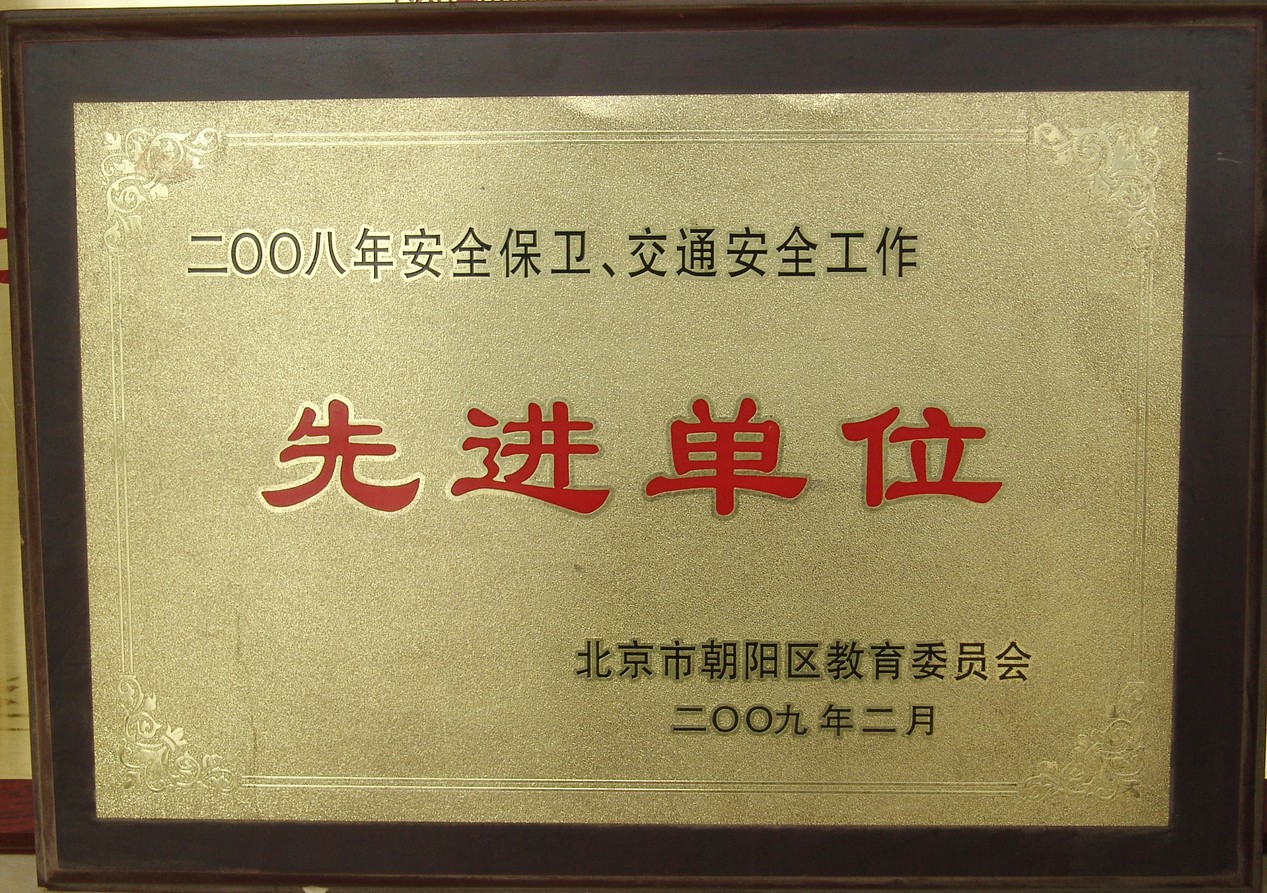 二〇〇八年安全保卫、交通安全工作
先进单位
北京市朝阳区教育委员会
二〇〇九年二月